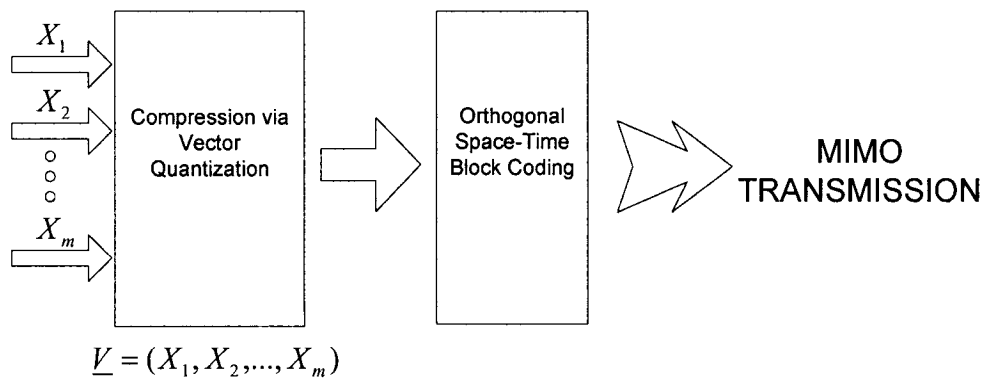 X₁
X₂
Xₘ
Compression via
Vector
Quantization
Orthogonal
Space-Time
Block Coding
MIMO
TRANSMISSION
V = (X₁, X₂,..., Xₘ)